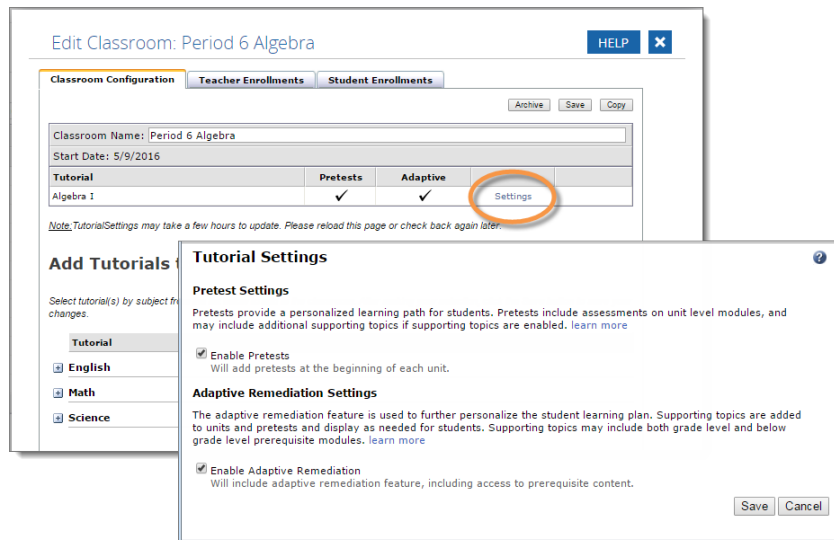 Edit Classroom: Period 6 Algebra
HELP
Classroom Configuration Teacher Enrollments Student Enrollments
Archive Save Copy
Classroom Name: Period 6 Algebra
Start Date: 5/9/2016
Tutorial Pretests Adaptive
Algebra I ✓ ✓ Settings
Note:TutorialSettings may take a few hours to update. Please reload this page or check back again later.
Add Tutorials
Select tutorial(s) by subject
changes.
Tutorial
English
Math
Science
Tutorial Settings
?
Pretest Settings
Pretests provide a personalized learning path for students. Pretests include assessments on unit level modules, and
may include additional supporting topics if supporting topics are enabled. learn more
Enable Pretests
Will add pretests at the beginning of each unit.
Adaptive Remediation Settings
The adaptive remediation feature is used to further personalize the student learning plan. Supporting topics are added
to units and pretests and display as needed for students. Supporting topics may include both grade level and below
grade level prerequisite modules. learn more
Enable Adaptive Remediation
Will include adaptive remediation feature, including access to prerequisite content.
Save Cancel